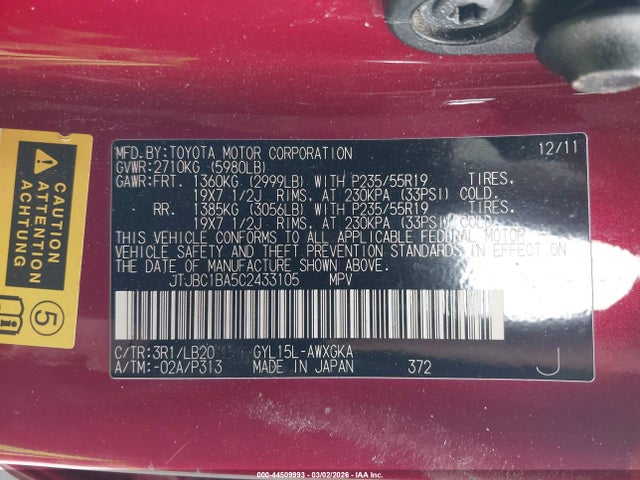 MFD.BY:TOYOTA MOTOR CORPORATION 12/11
GVWR:2710KG (5980LB)
GAWR:FRT. 1360KG (2999LB) WITH P235/55R19 TIRES.
19X7 1/2J RIMS, AT 230KPA (33PSI) COLD.
RR. 1385KG (3056LB) WITH P235/55R19 TIRES.
19X7 1/2J RIMS, AT 230KPA (33PSI) COLD.
THIS VEHICLE CONFORMS TO ALL APPLICABLE FEDERAL MOTOR
VEHICLE SAFETY AND THEFT PREVENTION STANDARDS IN EFFECT ON
THE DATE OF MANUFACTURE SHOWN ABOVE.
JTJBC1BA5C2433105 MPV
C/TR:3R1/LB20 GYL15L-AWXGKA
A/TM:-02A/P313 MADE IN JAPAN 372 J
CAUTION
5
000-44509993 - 03/02/2026 - IAA Inc.